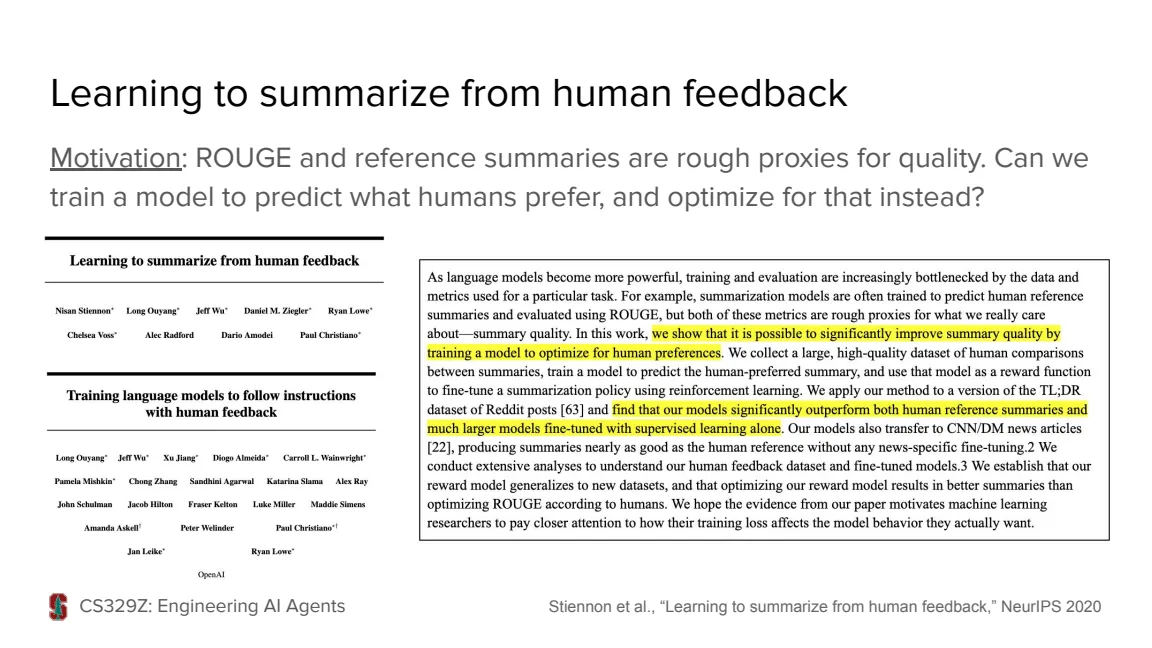 Learning to summarize from human feedback
Motivation: ROUGE and reference summaries are rough proxies for quality. Can we
train a model to predict what humans prefer, and optimize for that instead?
Learning to summarize from human feedback
Nisan Stiennon* Long Ouyang* Jeff Wu* Daniel M. Ziegler* Ryan Lowe*
Chelsea Voss* Alec Radford Dario Amodei Paul Christiano*
Training language models to follow instructions
with human feedback
Long Ouyang* Jeff Wu* Xu Jiang* Diogo Almeida* Carroll L. Wainwright*
Pamela Mishkin* Chong Zhang Sandhini Agarwal Katarina Slama Alex Ray
John Schulman Jacob Hilton Fraser Kelton Luke Miller Maddie Simens
Amanda Askell† Peter Welinder Paul Christiano*†
Jan Leike* Ryan Lowe*
OpenAI
As language models become more powerful, training and evaluation are increasingly bottlenecked by the data and
metrics used for a particular task. For example, summarization models are often trained to predict human reference
summaries and evaluated using ROUGE, but both of these metrics are rough proxies for what we really care
about—summary quality. In this work, we show that it is possible to significantly improve summary quality by
training a model to optimize for human preferences. We collect a large, high-quality dataset of human comparisons
between summaries, train a model to predict the human-preferred summary, and use that model as a reward function
to fine-tune a summarization policy using reinforcement learning. We apply our method to a version of the TL;DR
dataset of Reddit posts [63] and find that our models significantly outperform both human reference summaries and
much larger models fine-tuned with supervised learning alone. Our models also transfer to CNN/DM news articles
[22], producing summaries nearly as good as the human reference without any news-specific fine-tuning.2 We
conduct extensive analyses to understand our human feedback dataset and fine-tuned models.3 We establish that our
reward model generalizes to new datasets, and that optimizing our reward model results in better summaries than
optimizing ROUGE according to humans. We hope the evidence from our paper motivates machine learning
researchers to pay closer attention to how their training loss affects the model behavior they actually want.
CS329Z: Engineering AI Agents
Stiennon et al., “Learning to summarize from human feedback,” NeurIPS 2020